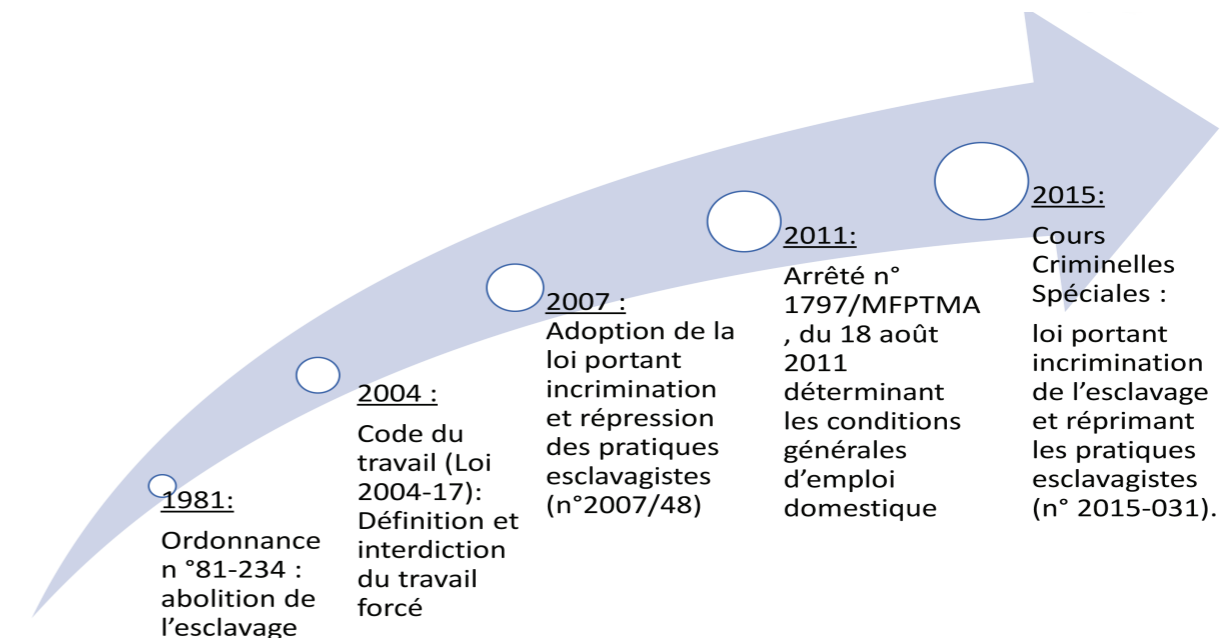 1981:
Ordonnance
n °81-234 :
abolition de
l’esclavage
2004 :
Code du
travail (Loi
2004-17):
Définition et
interdiction
du travail
forcé
2007 :
Adoption de la
loi portant
incrimination
et répression
des pratiques
esclavagistes
(n°2007/48)
2011:
Arrêté n°
1797/MFPTMA
, du 18 août
2011
déterminant
les conditions
générales
d’emploi
domestique
2015:
Cours
Criminelles
Spéciales :
loi portant
incrimination
de l’esclavage
et réprimant
les pratiques
esclavagistes
(n° 2015-031).